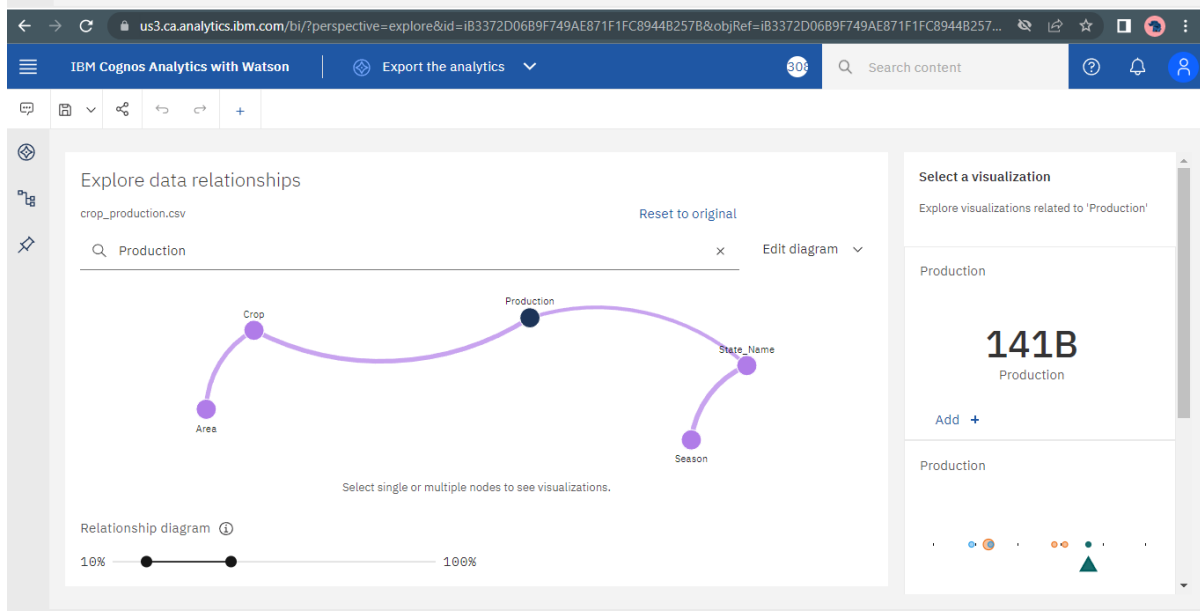 us3.ca.analytics.ibm.com/bi/?perspective=explore&id=iB3372D06B9F749AE871F1FC8944B257B&objRef=iB3372D06B9F749AE871F1FC8944B257...
IBM Cognos Analytics with Watson
Export the analytics
308
Search content
Explore data relationships
crop_production.csv
Reset to original
Production
Edit diagram
Production
Crop
State_Name
Area
Season
Select single or multiple nodes to see visualizations.
Relationship diagram
10%
100%
Select a visualization
Explore visualizations related to 'Production'
Production
141B
Production
Add +
Production